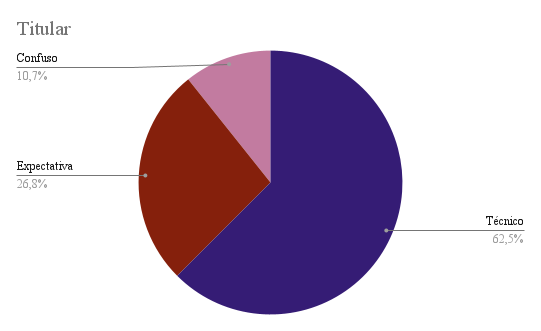 Titular
Confuso
10,7%
Expectativa
26,8%
Técnico
62,5%